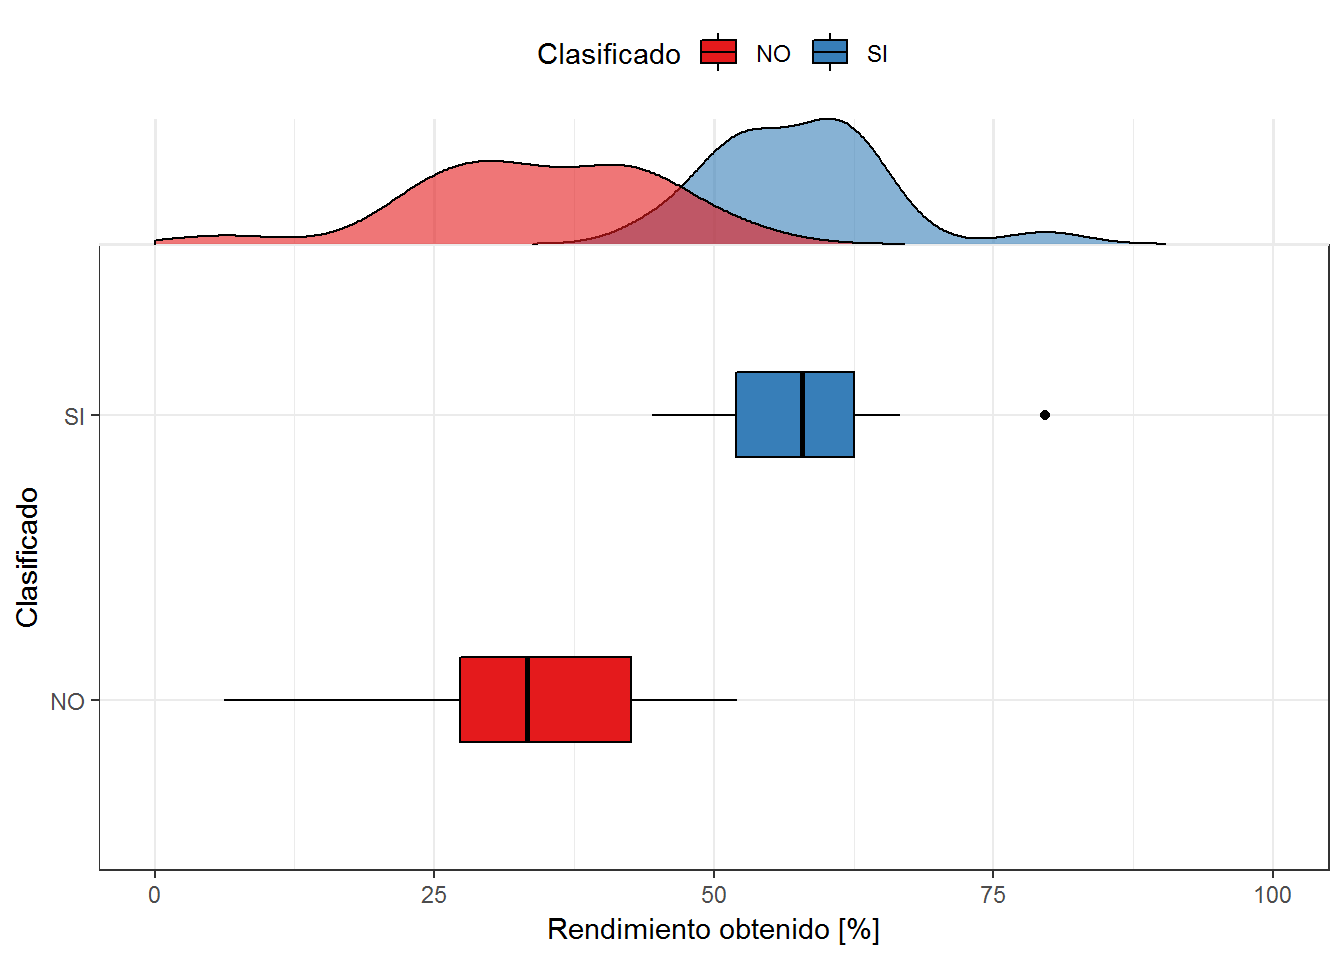 Clasificado NO SI
SI
NO
Clasificado
0 25 50 75 100
Rendimiento obtenido [%]